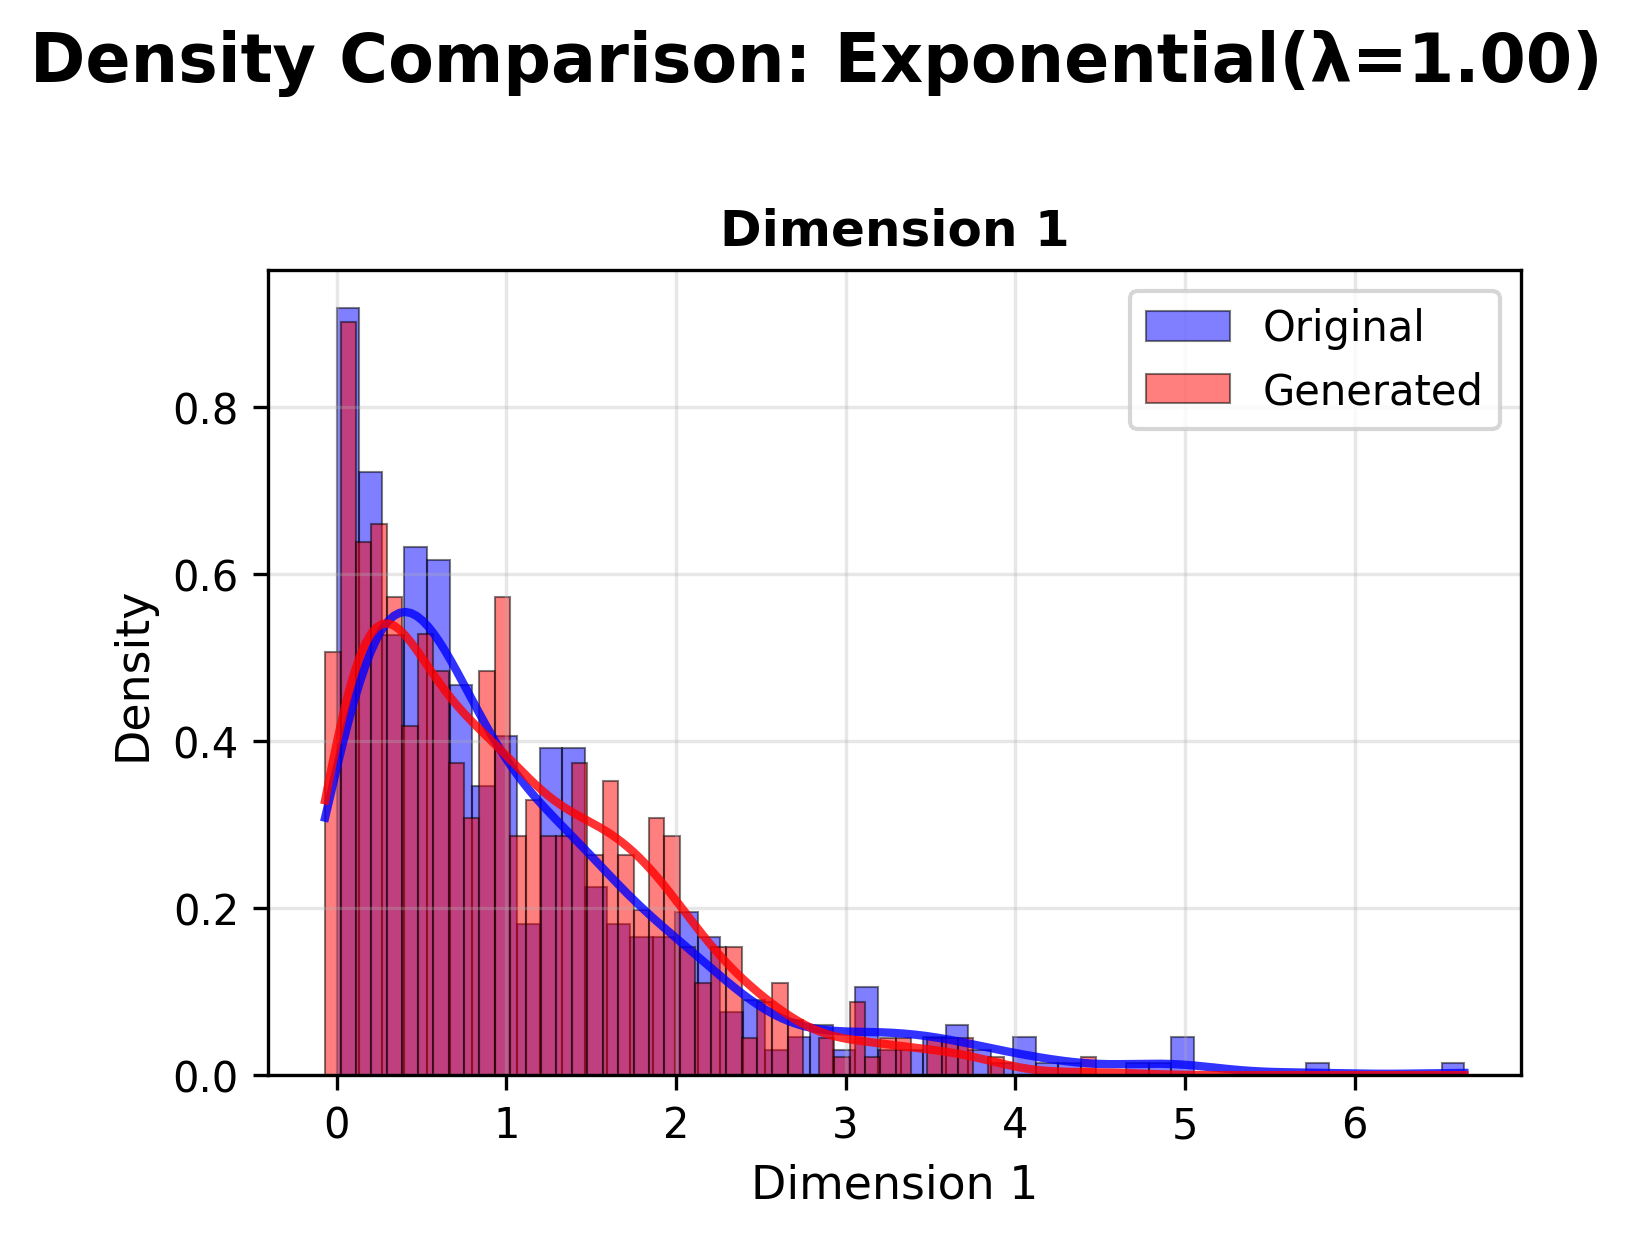 Density Comparison: Exponential(λ=1.00)
Dimension 1
Original
Generated
0.8
0.6
0.4
0.2
0.0
Density
0 1 2 3 4 5 6
Dimension 1